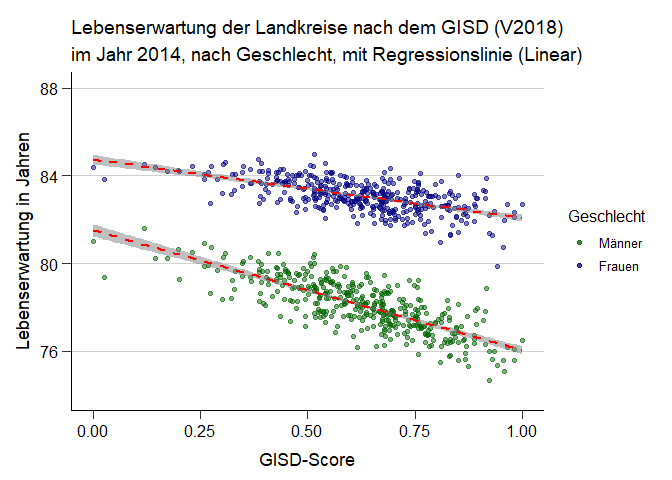 Lebenserwartung der Landkreise nach dem GISD (V2018)
im Jahr 2014, nach Geschlecht, mit Regressionslinie (Linear)
Lebenserwartung in Jahren
88
84
80
76
0.00
0.25
0.50
0.75
1.00
GISD-Score
Geschlecht
Männer
Frauen